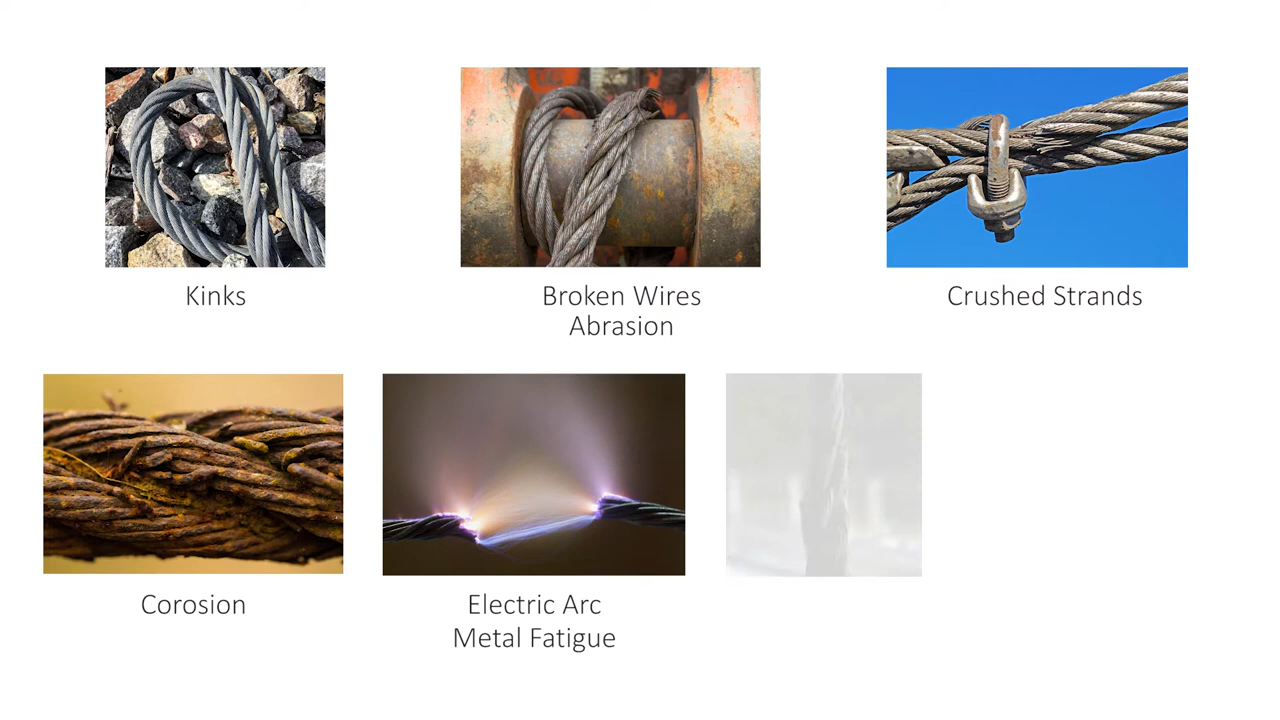 Kinks
Broken Wires
Abrasion
Crushed Strands
Corosion
Electric Arc
Metal Fatigue